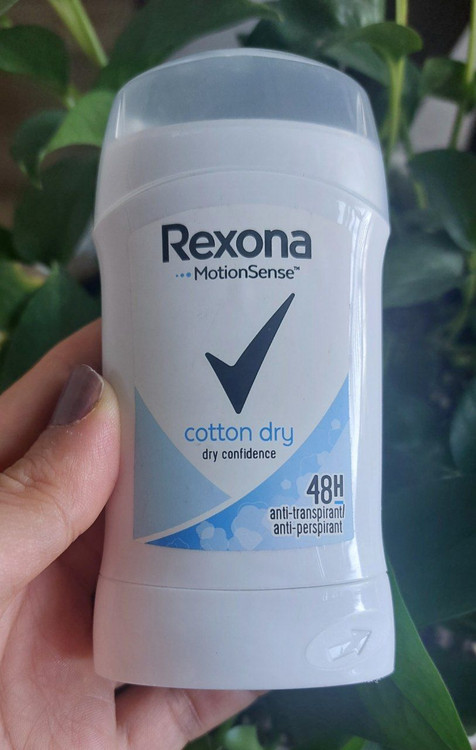 Rexona
MotionSense™
cotton dry
dry confidence
48H
anti-transpirant/
anti-perspirant